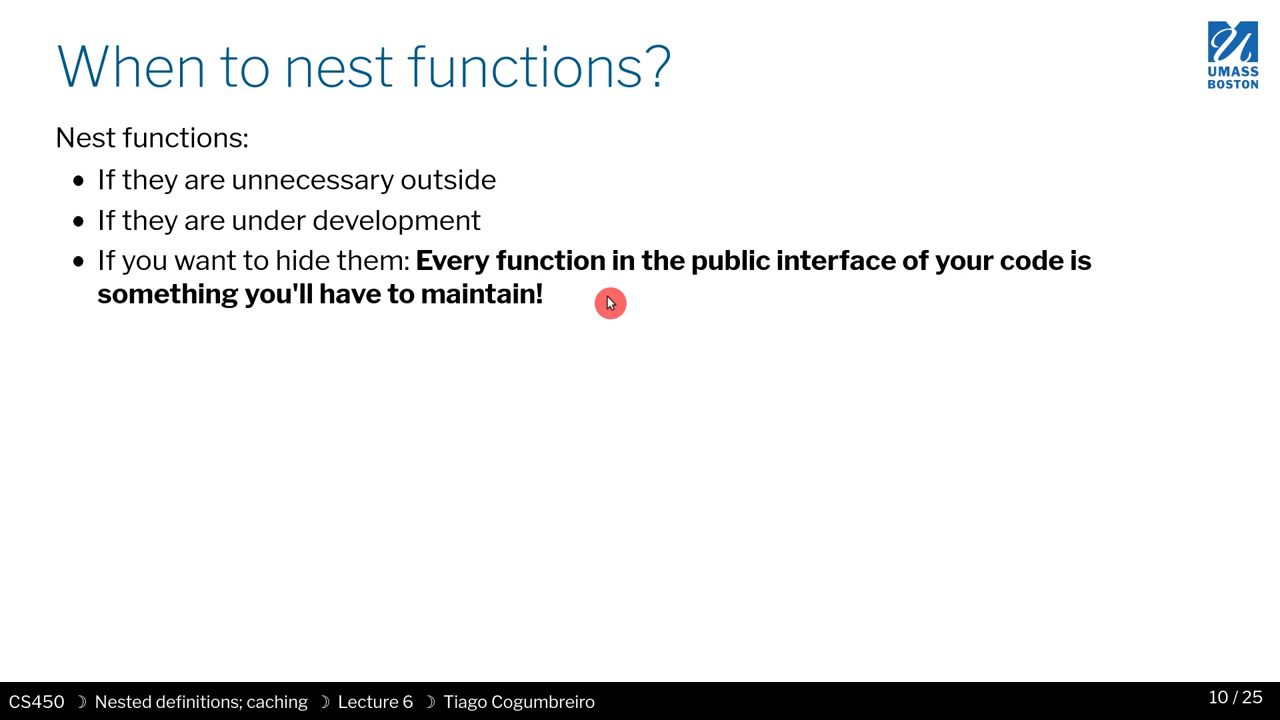 When to nest functions?
UMASS
BOSTON
Nest functions:
• If they are unnecessary outside
• If they are under development
• If you want to hide them: Every function in the public interface of your code is
something you'll have to maintain!
CS450 ☽ Nested definitions; caching ☽ Lecture 6 ☽ Tiago Cogumbreiro
10 / 25